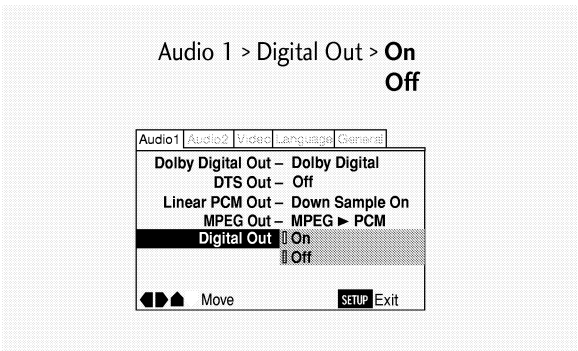 Audio 1 > Digital Out > On
Off
Audio1 Audio2 Video Language General
Dolby Digital Out – Dolby Digital
DTS Out – Off
Linear PCM Out – Down Sample On
MPEG Out – MPEG ► PCM
Digital Out ▯ On
▯ Off
Move SETUP Exit